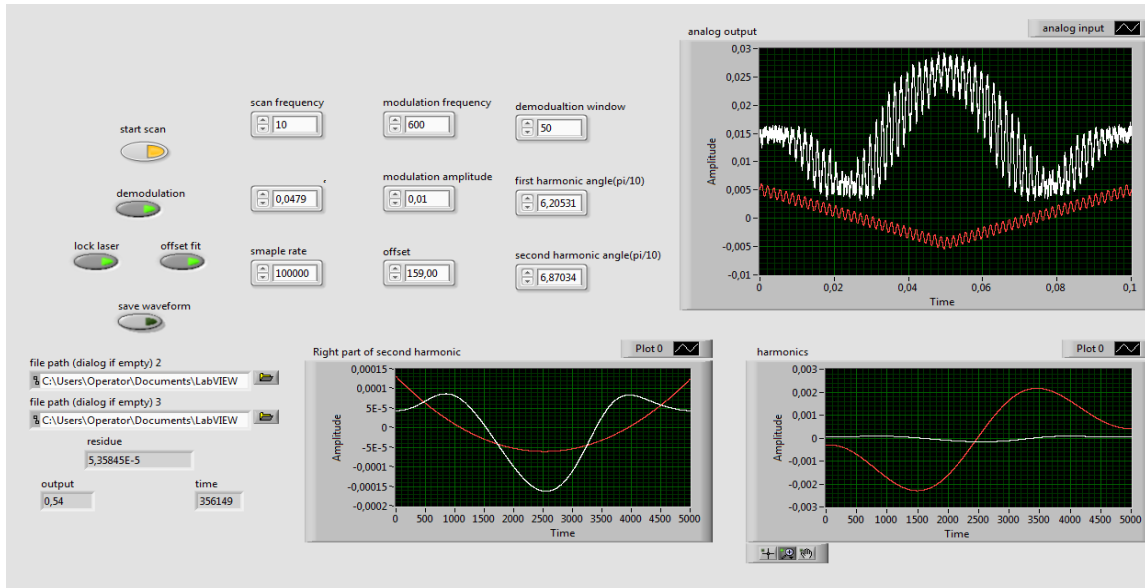 start scan
demodulation
lock laser
offset fit
save waveform
scan frequency
10
modulation frequency
600
demodualtion window
50
0,0479
modulation amplitude
0,01
first harmonic angle(pi/10)
6,20531
smaple rate
100000
offset
159,00
second harmonic angle(pi/10)
6,87034
analog output
analog input
0,03
0,025
0,02
0,015
0,01
0,005
0
-0,005
-0,01
Amplitude
0
0,02
0,04
0,06
0,08
0,1
Time
file path (dialog if empty) 2
C:\Users\Operator\Documents\LabVIEW
file path (dialog if empty) 3
C:\Users\Operator\Documents\LabVIEW
residue
5,35845E-5
output
0,54
time
356149
Right part of second harmonic
Plot 0
0,00015
0,0001
5E-5
0
-5E-5
-0,0001
-0,00015
-0,0002
Amplitude
0
500
1000
1500
2000
2500
3000
3500
4000
4500
5000
Time
harmonics
Plot 0
0,003
0,002
0,001
0
-0,001
-0,002
-0,003
Amplitude
0
500
1000
1500
2000
2500
3000
3500
4000
4500
5000
Time